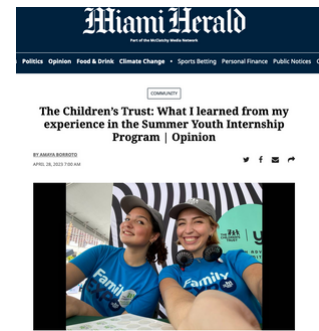 Miami Herald
Part of the McClatchy Media Network
Politics Opinion Food & Drink Climate Change • Sports Betting Personal Finance Public Notices
COMMUNITY
The Children's Trust: What I learned from my
experience in the Summer Youth Internship
Program | Opinion
BY AMAYA BORROTO
APRIL 28, 2023 7:00 AM
Family
Family